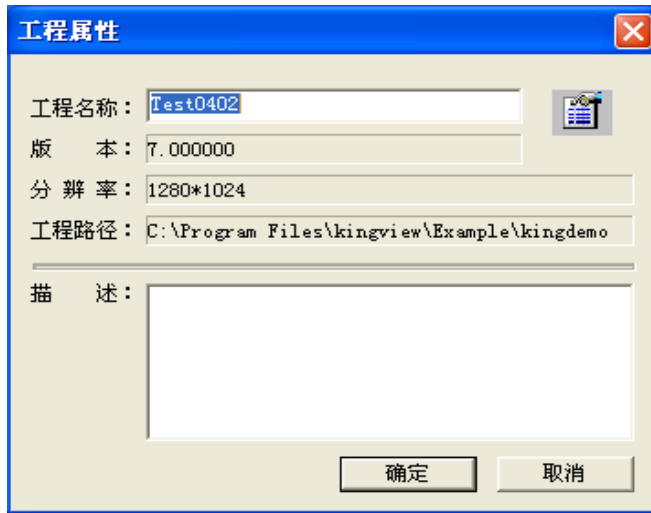 工程属性
工程名称： Test0402
版 本： 7.000000
分 辨 率： 1280*1024
工程路径： C:\Program Files\kingview\Example\kingdemo
描 述：
确定 取消